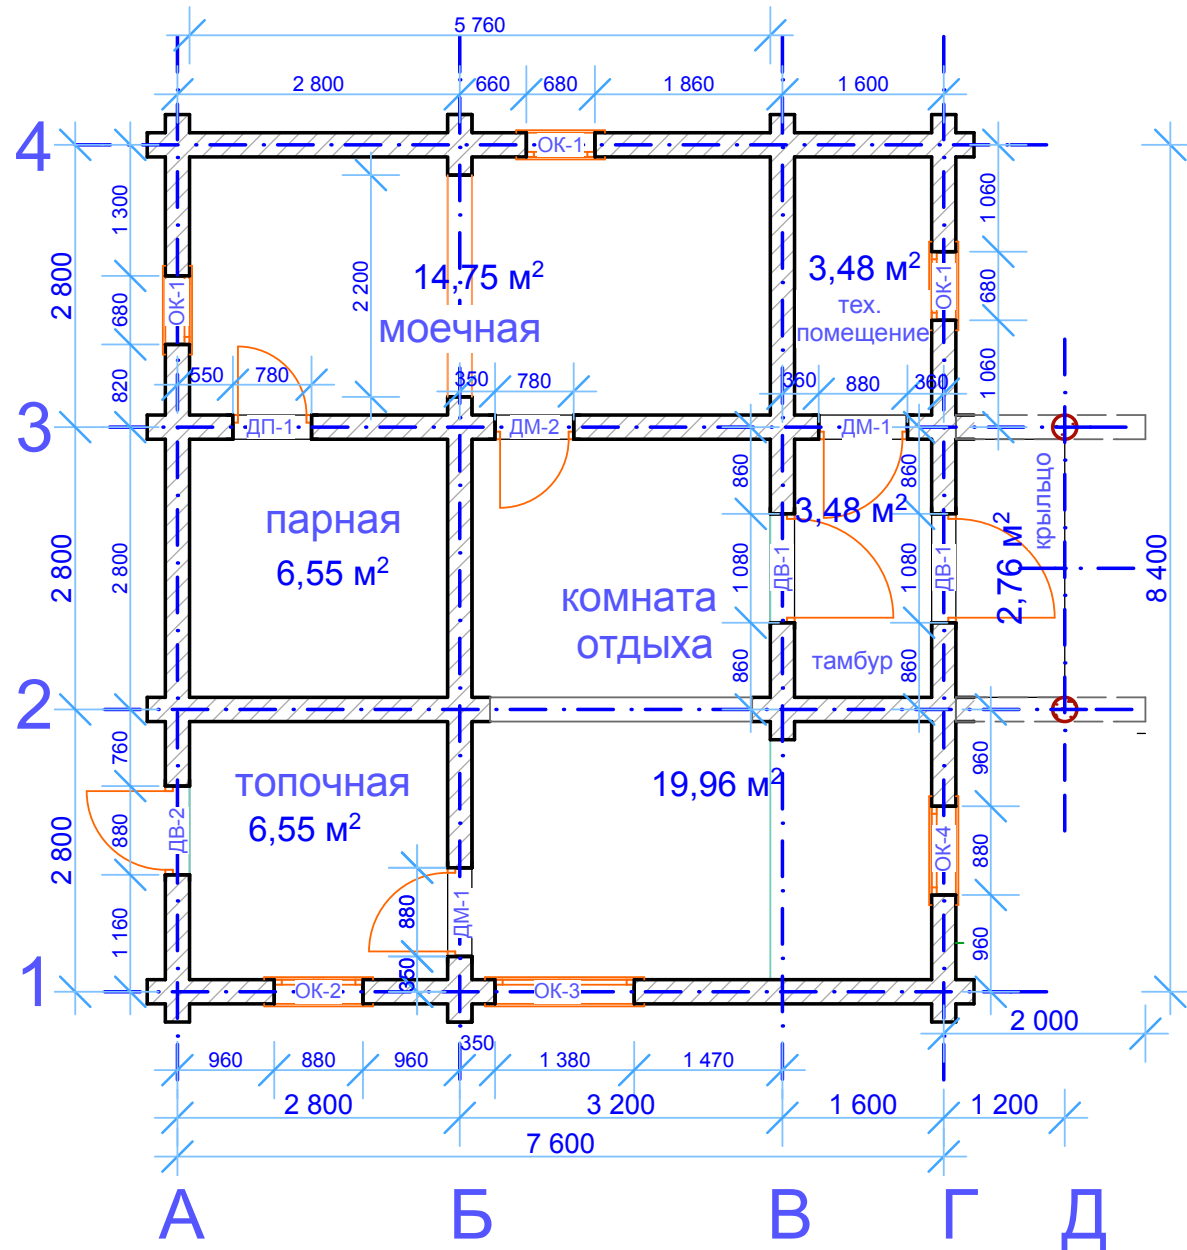 5 760
2 800
660
680
1 860
1 600
4
ОК-1
1 300
1 060
2 800
2 200
14,75 м²
моечная
3,48 м²
тех.
помещение
ОК-1
680
ОК-1
680
820
550
780
350
780
360
880
360
1 060
3
ДП-1
ДМ-2
ДМ-1
860
860
парная
6,55 м²
3,48 м²
2 800
2 800
1 080
ДВ-1
1 080
ДВ-1
2,76 м²
крыльцо
8 400
комната
отдыха
тамбур
860
860
2
760
960
топочная
6,55 м²
19,96 м²
2 800
880
ДВ-2
ОК-4
880
880
ДМ-1
1 160
350
960
1
ОК-2
ОК-3
2 000
350
960
880
960
1 380
1 470
2 800
3 200
1 600
1 200
7 600
А
Б
В
Г
Д